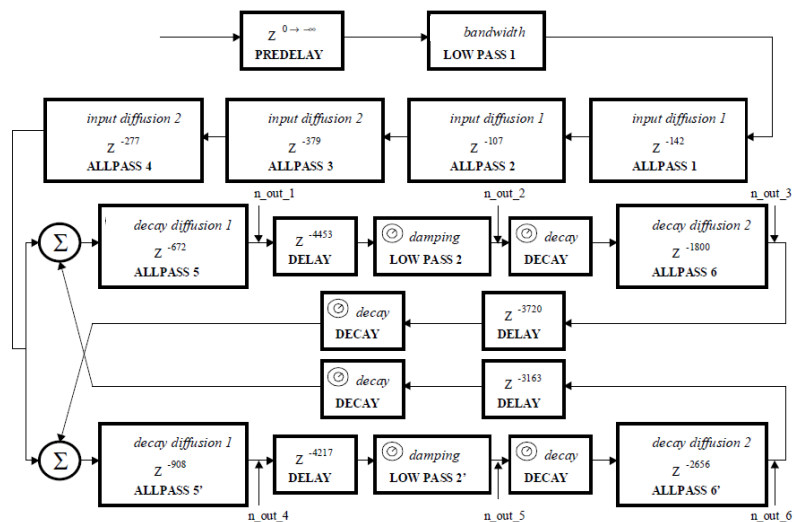 Z 0 → -∞
PREDELAY
bandwidth
LOW PASS 1
input diffusion 2
Z -277
ALLPASS 4
input diffusion 2
Z -379
ALLPASS 3
input diffusion 1
Z -107
ALLPASS 2
input diffusion 1
Z -142
ALLPASS 1
n_out_1
n_out_2
n_out_3
Σ
decay diffusion 1
Z -672
ALLPASS 5
Z -4453
DELAY
damping
LOW PASS 2
decay
DECAY
decay diffusion 2
Z -1800
ALLPASS 6
decay
DECAY
Z -3720
DELAY
decay
DECAY
Z -3163
DELAY
Σ
decay diffusion 1
Z -908
ALLPASS 5'
Z -4217
DELAY
damping
LOW PASS 2'
decay
DECAY
decay diffusion 2
Z -2656
ALLPASS 6'
n_out_4
n_out_5
n_out_6